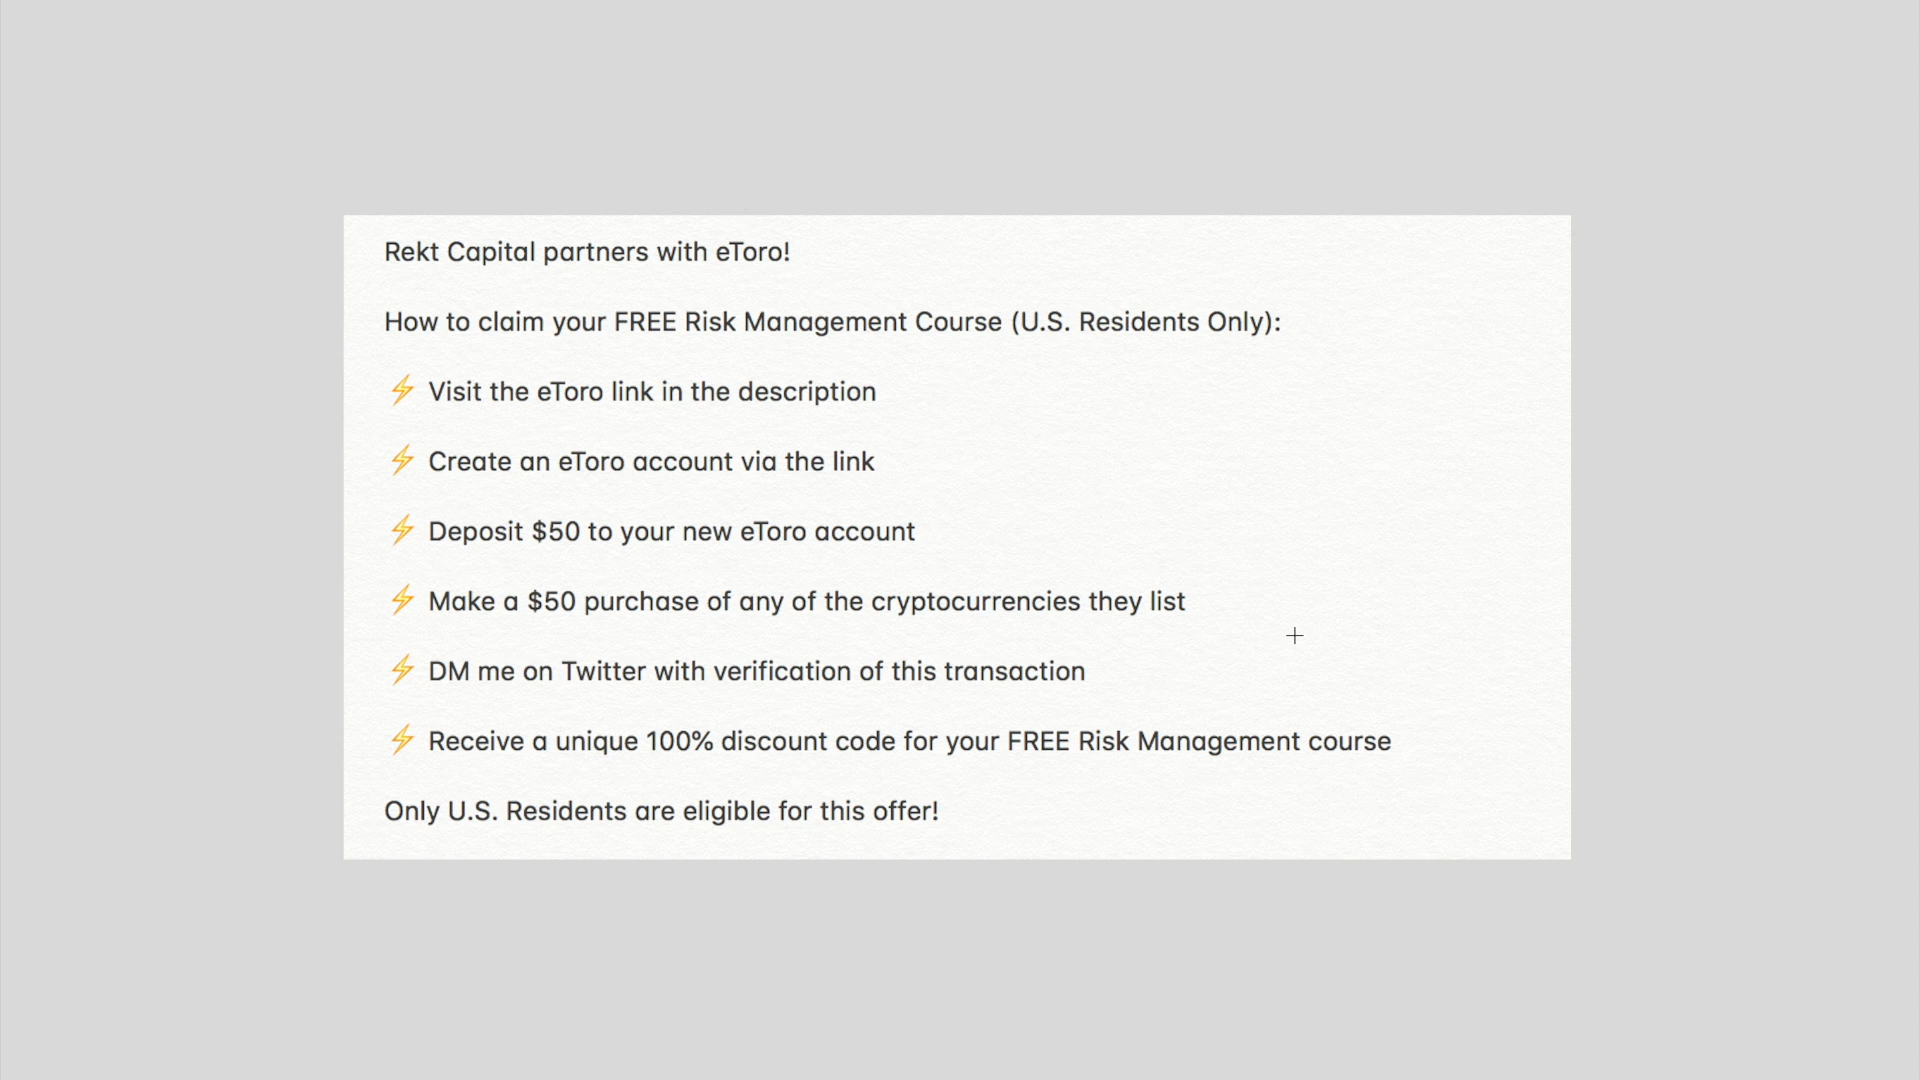 Rekt Capital partners with eToro!
How to claim your FREE Risk Management Course (U.S. Residents Only):
⚡ Visit the eToro link in the description
⚡ Create an eToro account via the link
⚡ Deposit $50 to your new eToro account
⚡ Make a $50 purchase of any of the cryptocurrencies they list
⚡ DM me on Twitter with verification of this transaction
⚡ Receive a unique 100% discount code for your FREE Risk Management course
Only U.S. Residents are eligible for this offer!